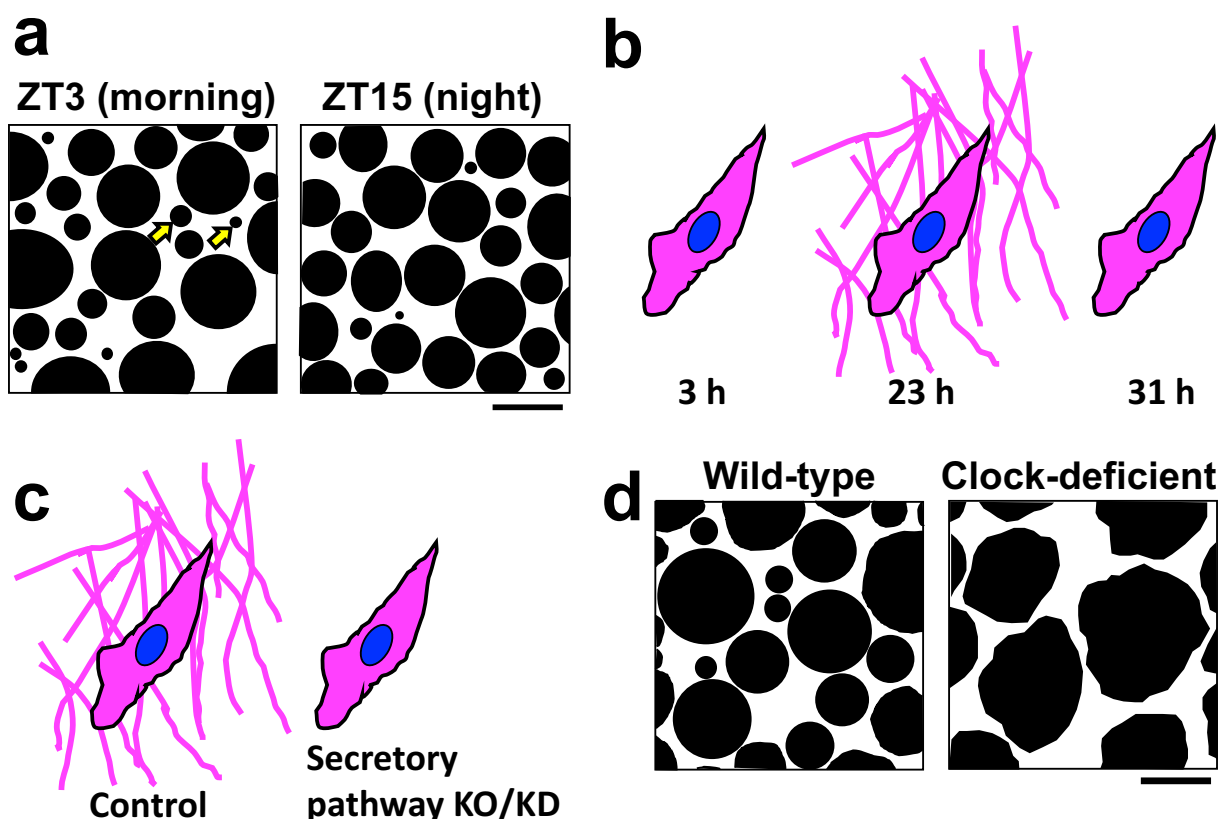 a
ZT3 (morning) ZT15 (night)
b
3 h 23 h 31 h
c
Control
Secretory
pathway KO/KD
d
Wild-type Clock-deficient